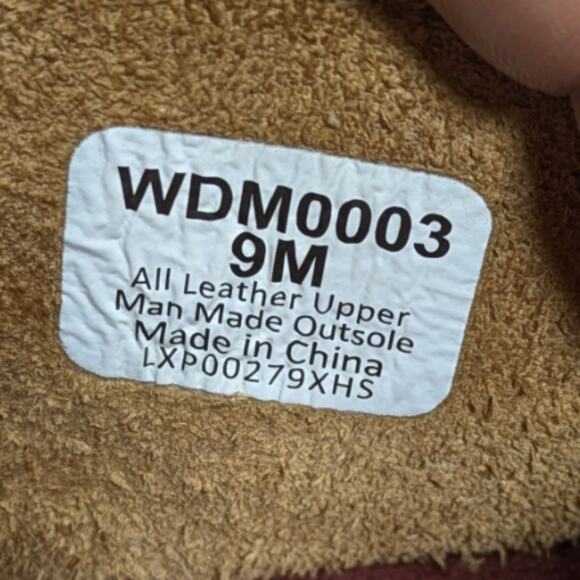 WDM0003
9M
All Leather Upper
Man Made Outsole
Made in China
LXP00279XHS